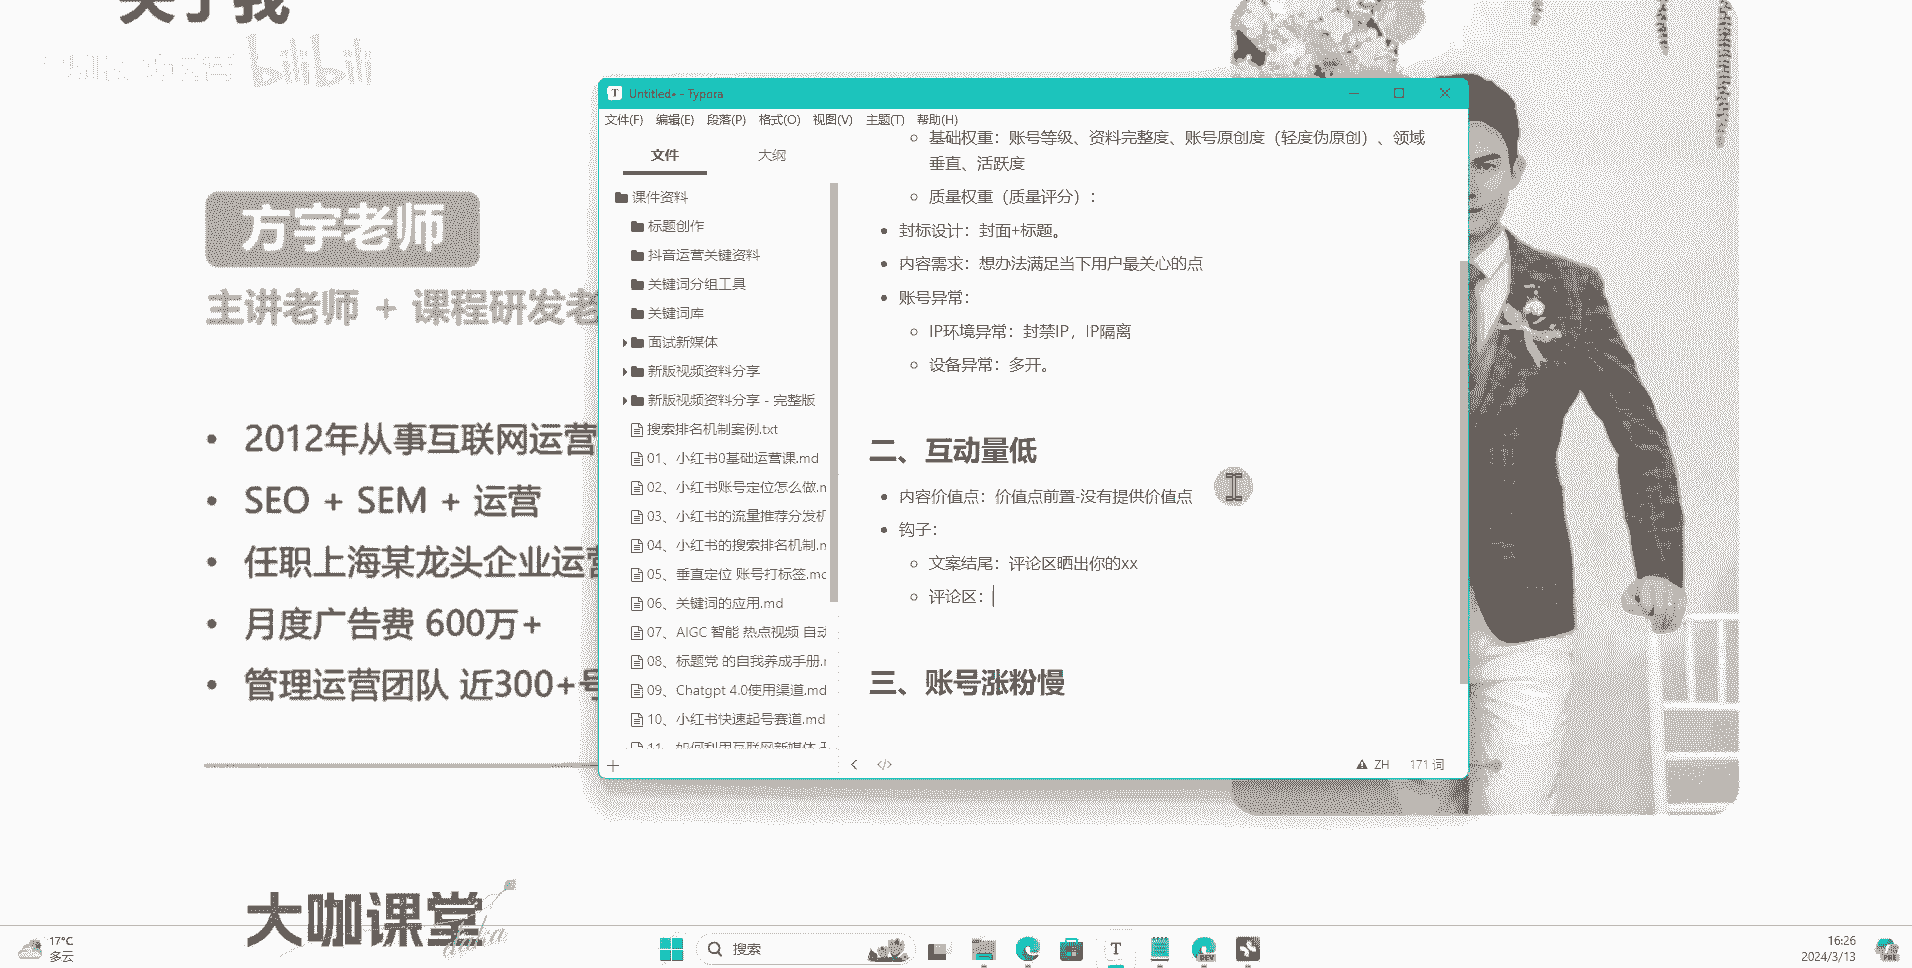 关于我
bilibili
方宇老师
主讲老师 + 课程研发老
2012年从事互联网运营
SEO + SEM + 运营
任职上海某龙头企业运营
月度广告费 600万+
管理运营团队 近300+号
大咖课堂
Untitled• - Typora
文件(F) 编辑(E) 段落(P) 格式(O) 视图(V) 主题(T) 帮助(H)
文件 大纲
课件资料
标题创作
抖音运营关键资料
关键词分组工具
关键词库
面试新媒体
新版视频资料分享
新版视频资料分享 - 完整版
搜索排名机制案例.txt
01、小红书0基础运营课.md
02、小红书账号定位怎么做.m
03、小红书的流量推荐分发机
04、小红书的搜索排名机制.m
05、垂直定位 账号打标签.md
06、关键词的应用.md
07、AIGC 智能 热点视频 自动
08、标题党 的自我养成手册.m
09、Chatgpt 4.0使用渠道.md
10、小红书快速起号赛道.md
11、如何利用互联网新媒体
基础权重：账号等级、资料完整度、账号原创度（轻度伪原创）、领域
垂直、活跃度
质量权重（质量评分）：
封标设计：封面+标题。
内容需求：想办法满足当下用户最关心的点
账号异常：
IP环境异常：封禁IP，IP隔离
设备异常：多开。
二、互动量低
内容价值点：价值点前置-没有提供价值点
钩子：
文案结尾：评论区晒出你的xx
评论区：
三、账号涨粉慢
ZH 171 词
17°C
多云
搜索
T
DEV
16:26
2024/3/13
PRE